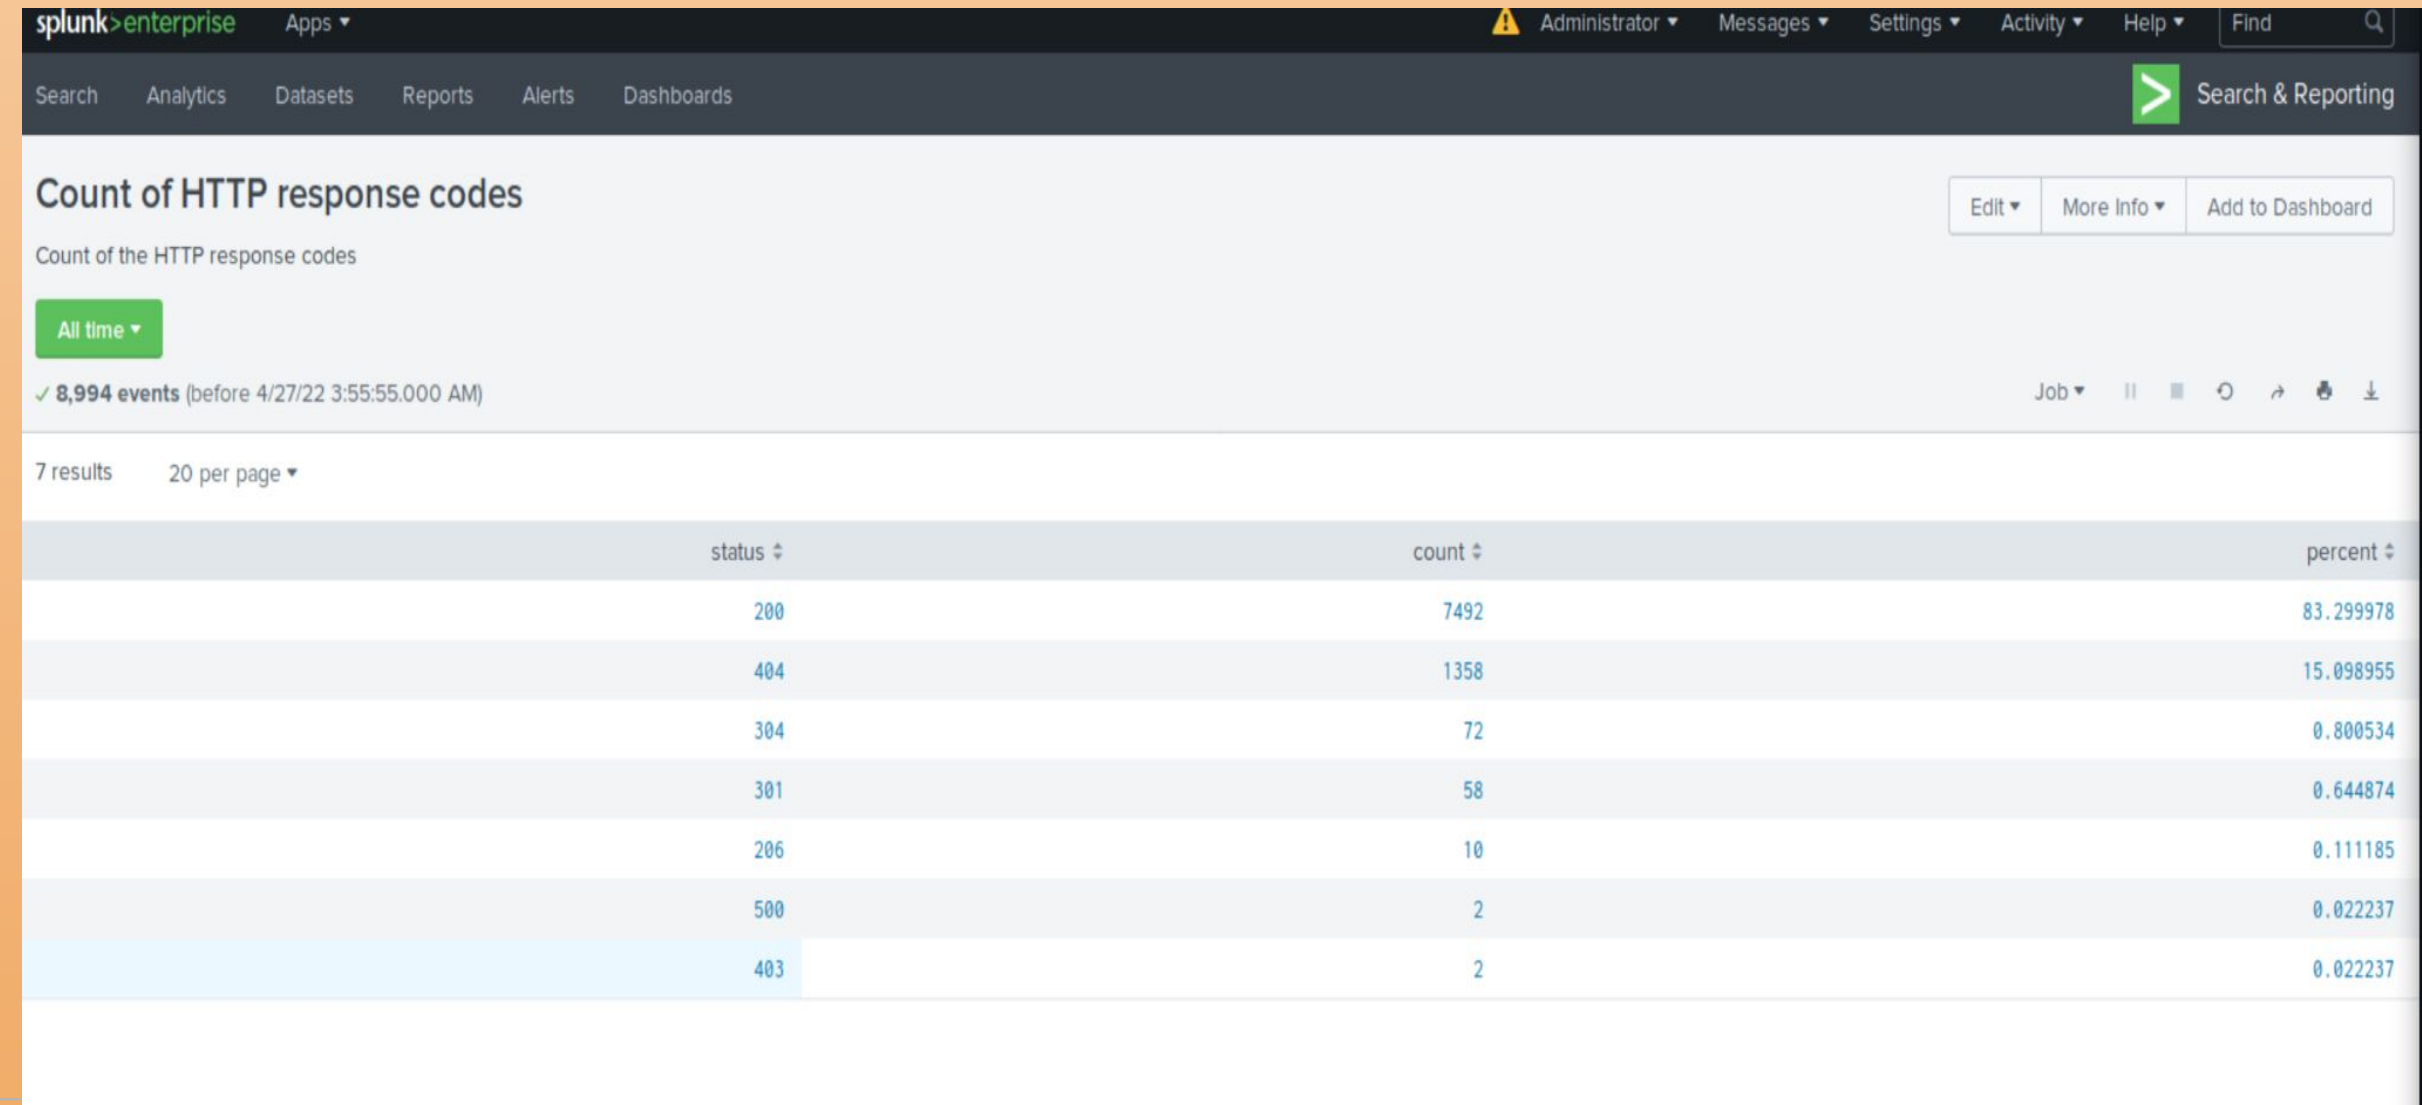 splunk>enterprise Apps Administrator Messages Settings Activity Help Find
Search Analytics Datasets Reports Alerts Dashboards Search & Reporting
Count of HTTP response codes
Edit More Info Add to Dashboard
Count of the HTTP response codes
All time
8,994 events (before 4/27/22 3:55:55.000 AM) Job
7 results 20 per page
status count percent
200 7492 83.299978
404 1358 15.098955
304 72 0.800534
301 58 0.644874
206 10 0.111185
500 2 0.022237
403 2 0.022237